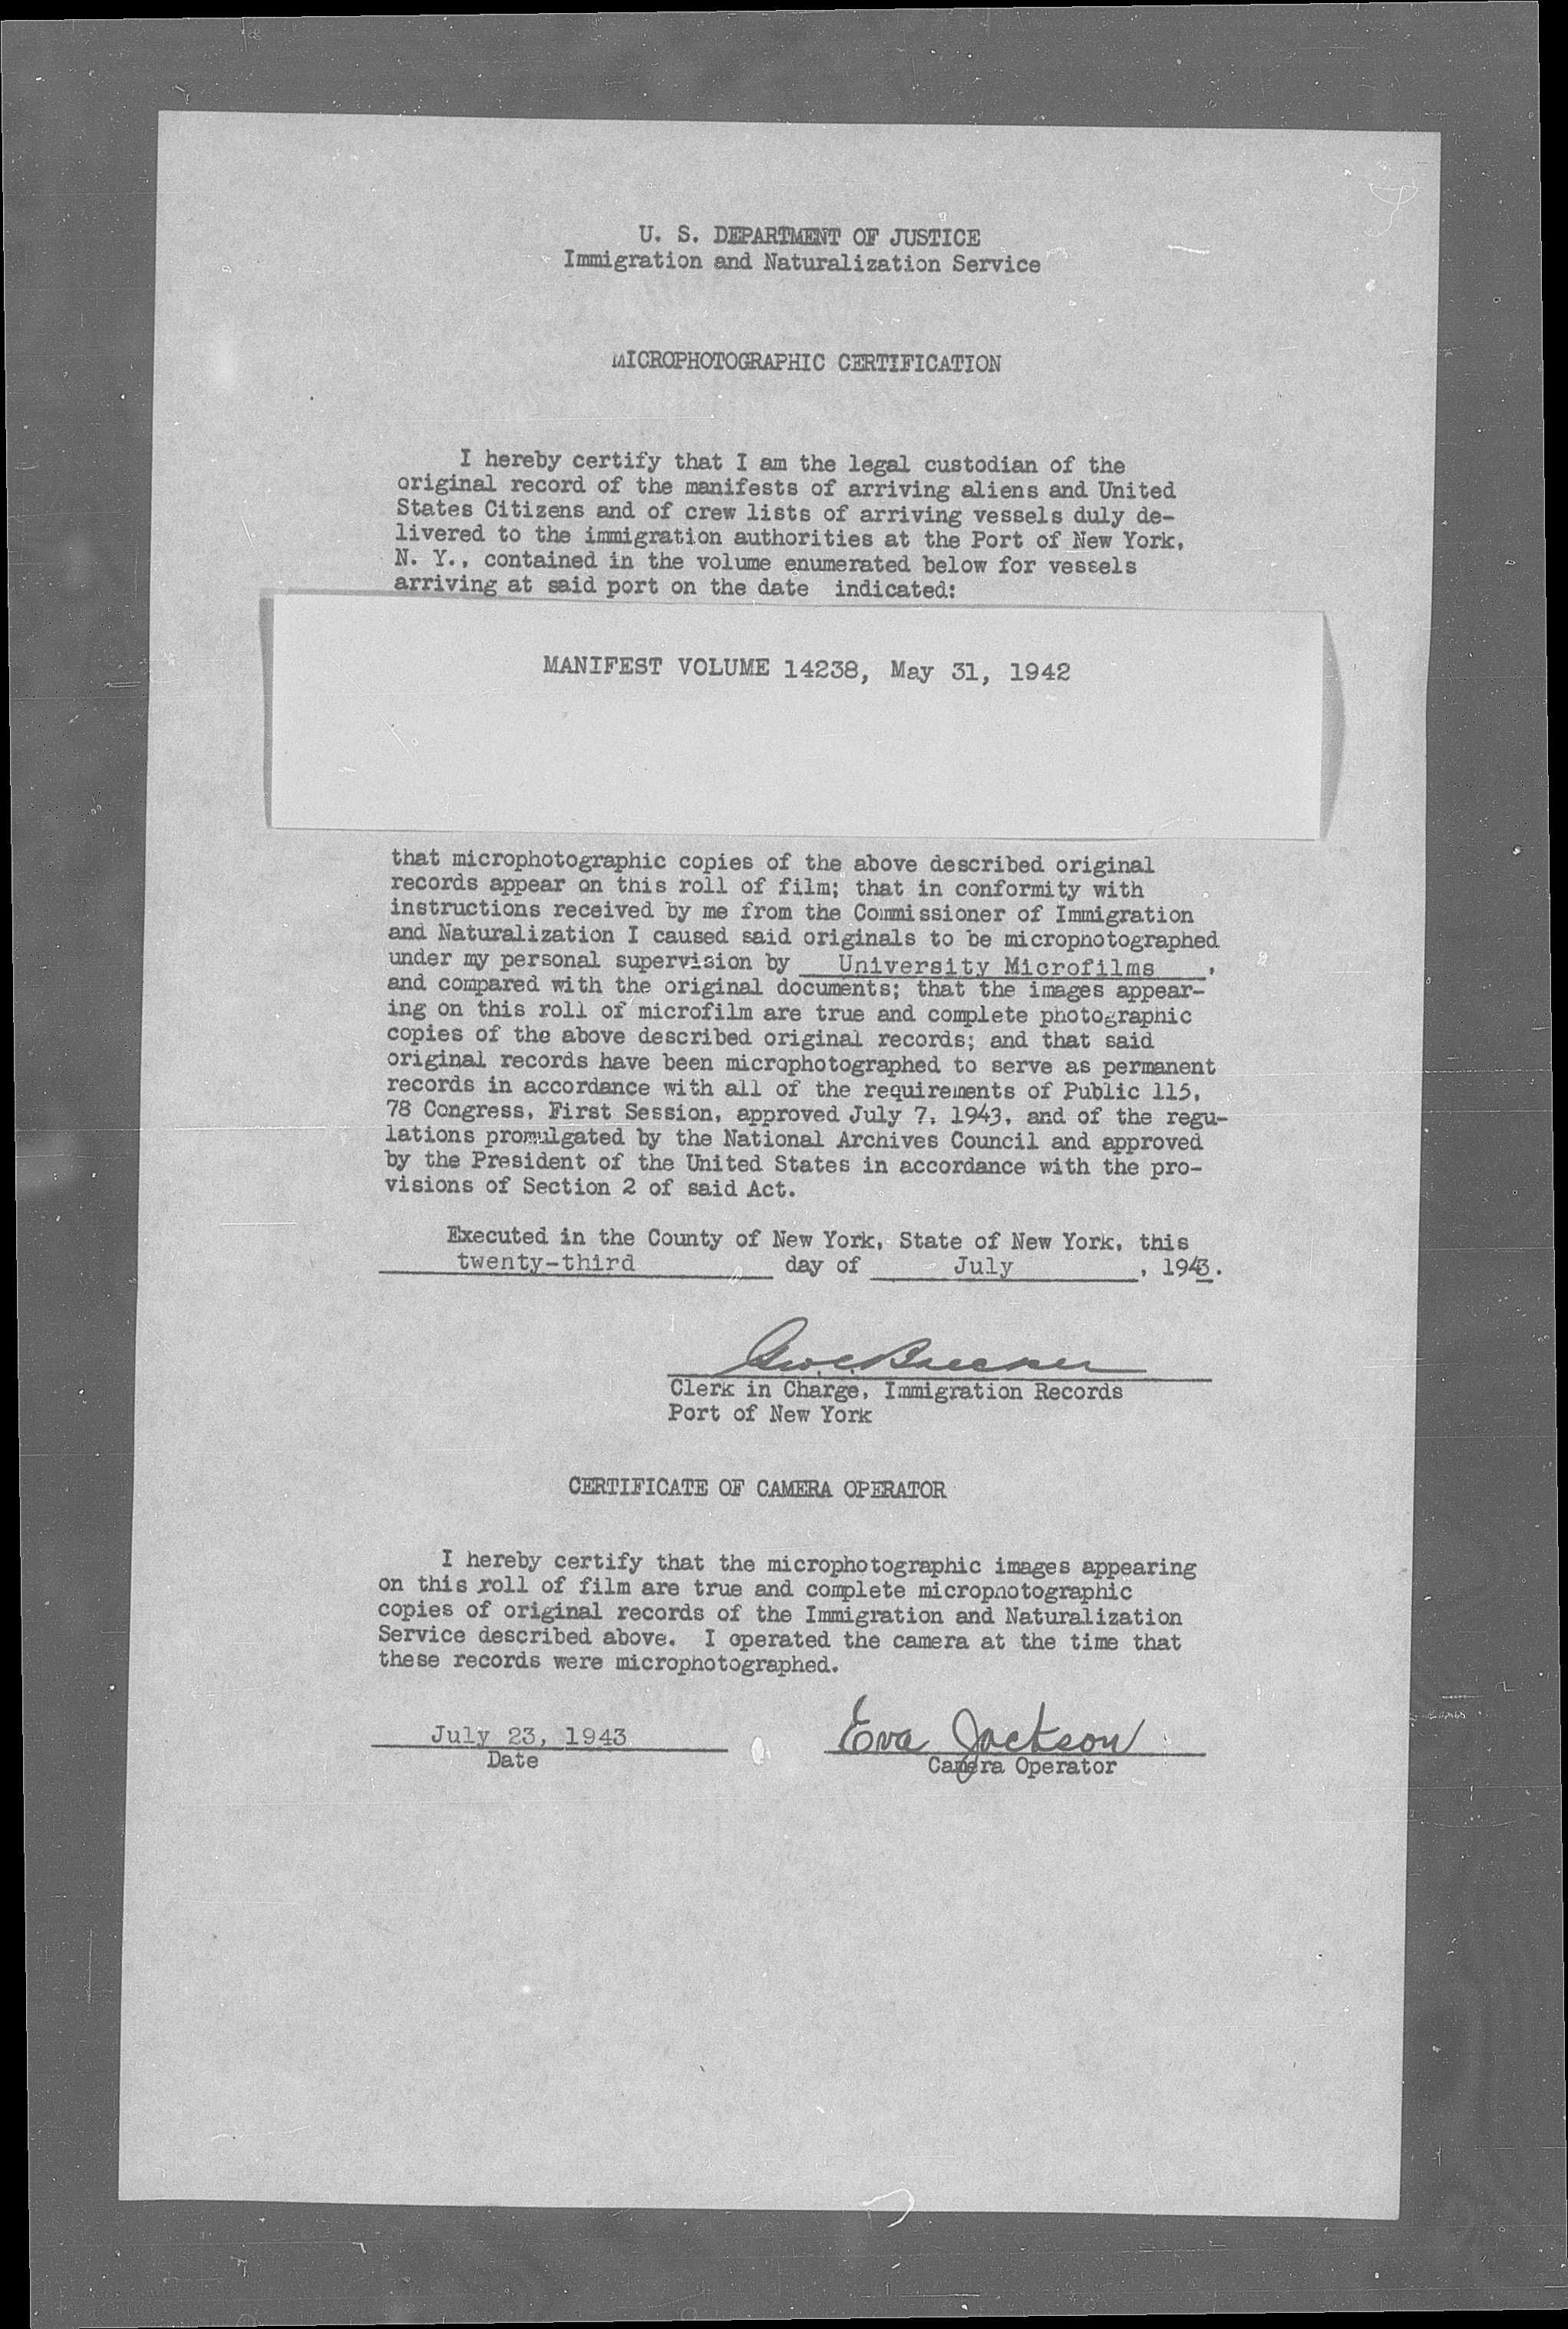 U. S. DEPARTMENT OF JUSTICE
Immigration and Naturalization Service
MICROPHOTOGRAPHIC CERTIFICATION
I hereby certify that I am the legal custodian of the
original record of the manifests of arriving aliens and United
States Citizens and of crew lists of arriving vessels duly de-
livered to the immigration authorities at the Port of New York,
N. Y., contained in the volume enumerated below for vessels
arriving at said port on the date indicated:
MANIFEST VOLUME 14238, May 31, 1942
that microphotographic copies of the above described original
records appear on this roll of film; that in conformity with
instructions received by me from the Commissioner of Immigration
and Naturalization I caused said originals to be microphotographed
under my personal supervision by University Microfilms,
and compared with the original documents; that the images appear-
ing on this roll of microfilm are true and complete photographic
copies of the above described original records; and that said
original records have been microphotographed to serve as permanent
records in accordance with all of the requirements of Public 115,
78 Congress, First Session, approved July 7, 1943, and of the regu-
lations promulgated by the National Archives Council and approved
by the President of the United States in accordance with the pro-
visions of Section 2 of said Act.
Executed in the County of New York, State of New York, this
twenty-third day of July, 1943.
Clerk in Charge, Immigration Records
Port of New York
CERTIFICATE OF CAMERA OPERATOR
I hereby certify that the microphotographic images appearing
on this roll of film are true and complete microphotographic
copies of original records of the Immigration and Naturalization
Service described above. I operated the camera at the time that
these records were microphotographed.
July 23, 1943 Eva Jackson
Date Camera Operator